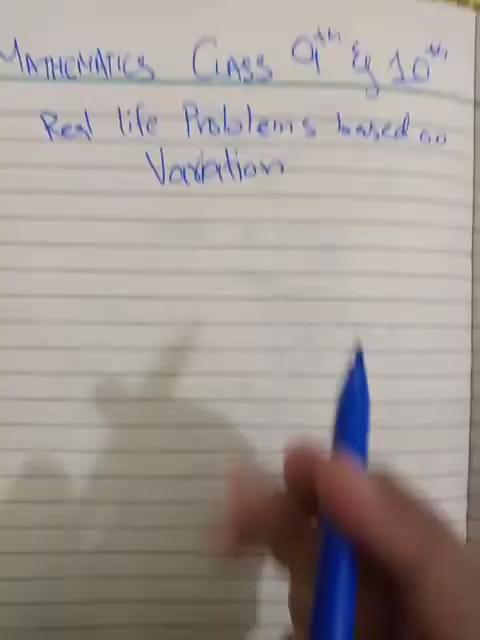 MATHEMATICS CLASS 9th & 10th
Real life Problems based on
Variation